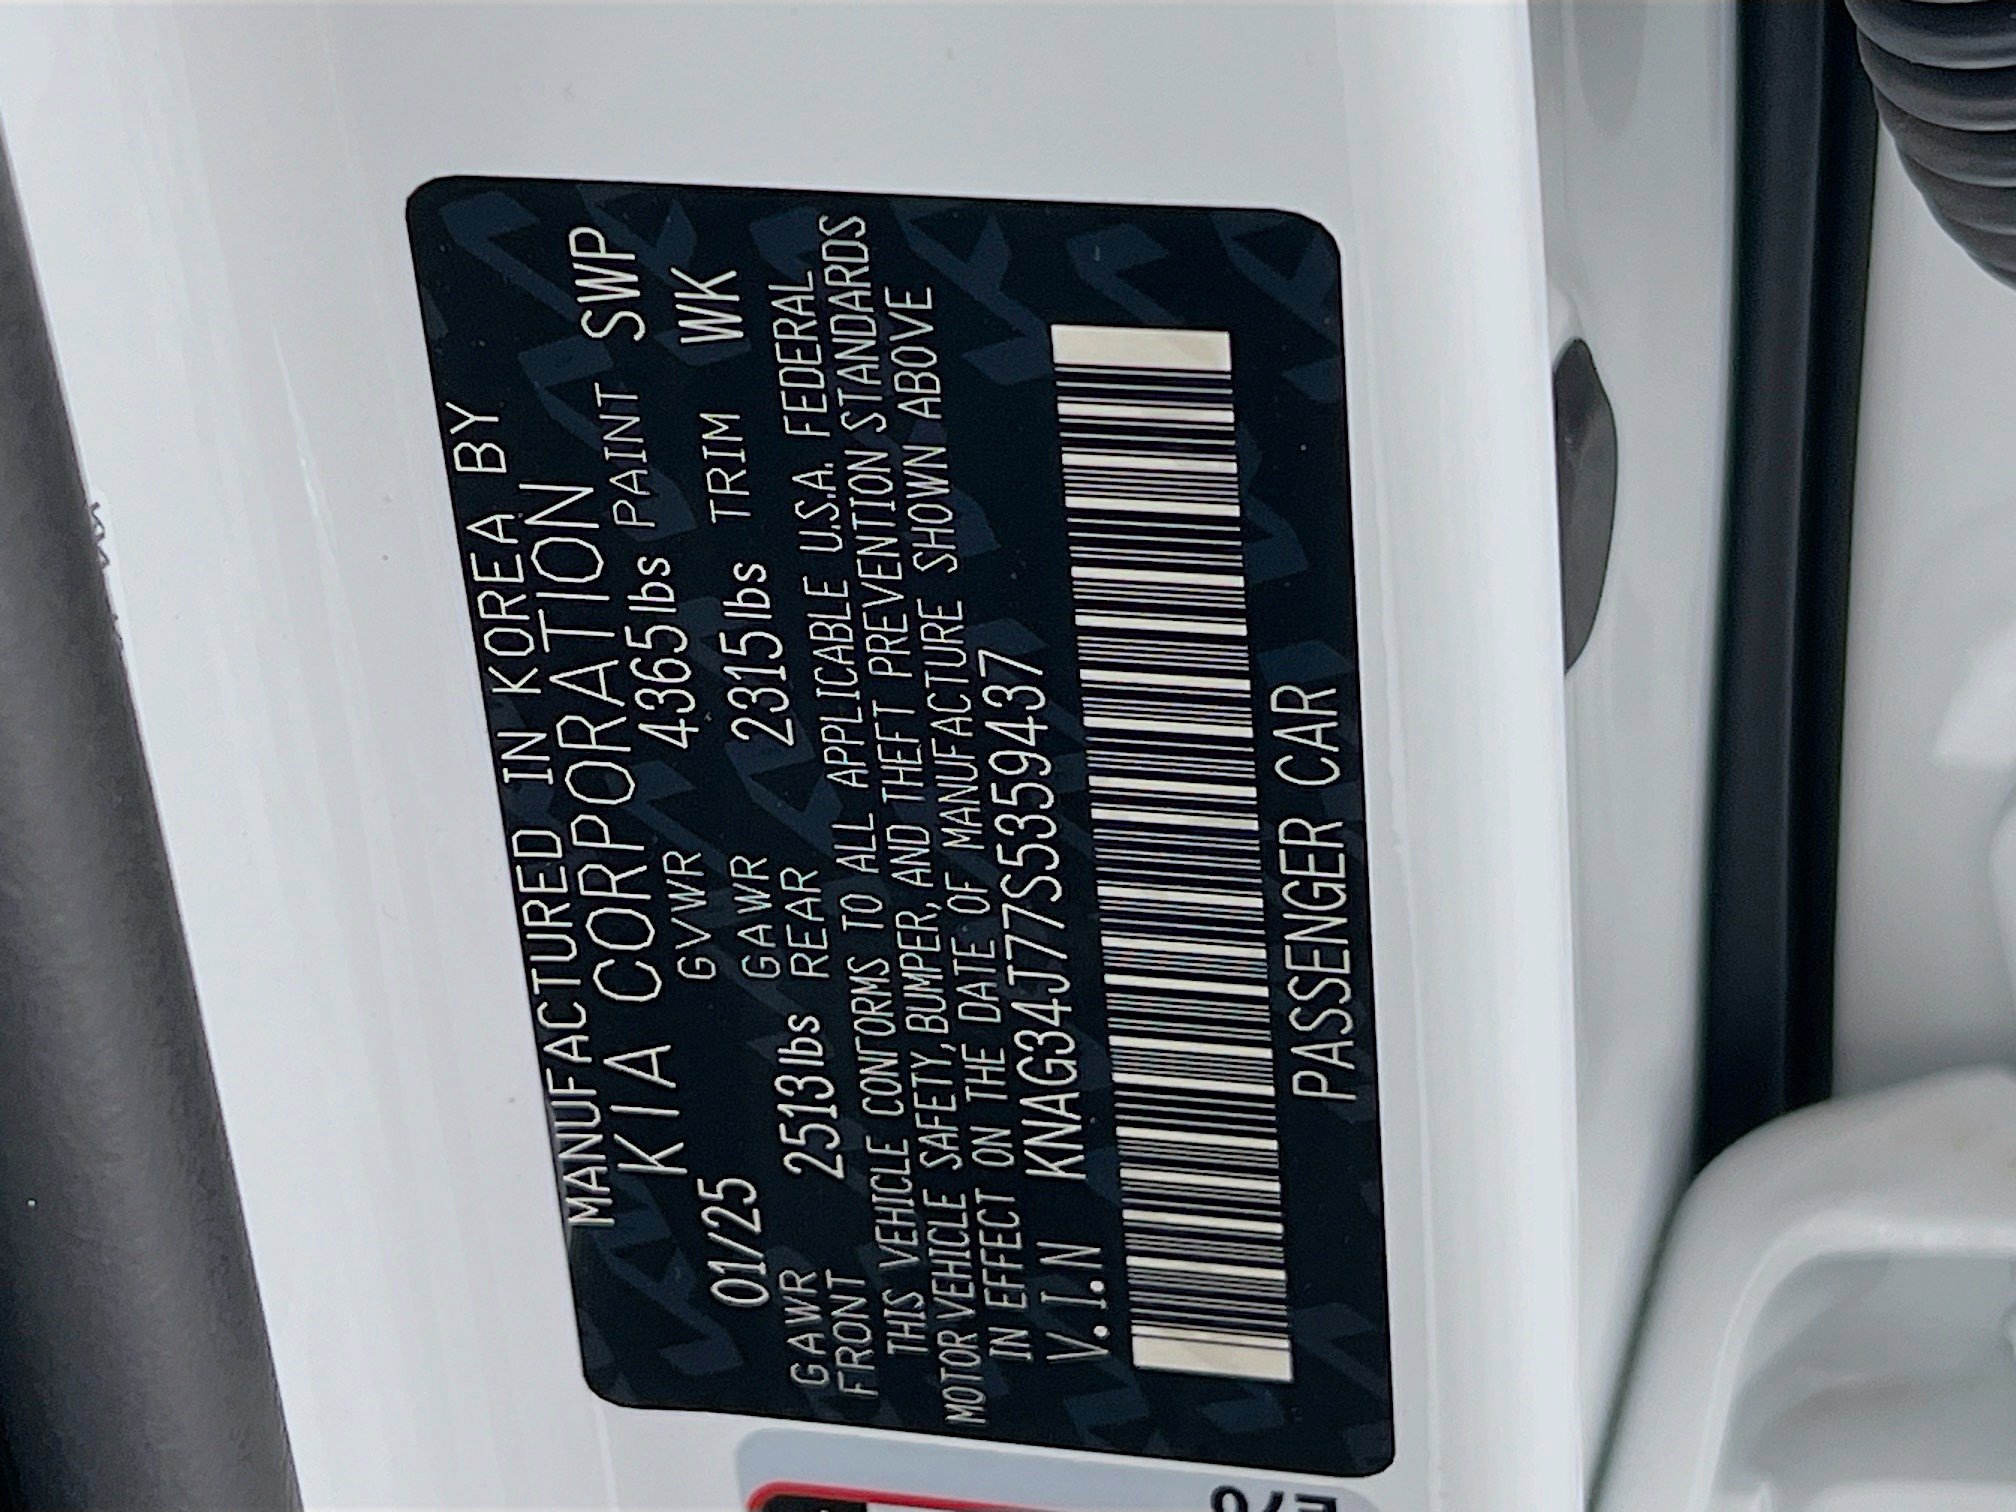 MANUFACTURED IN KOREA BY
KIA CORPORATION
01/25 GVWR 4365lbs PAINT SWP
GAWR FRONT 2513lbs GAWR REAR 2315lbs TRIM WK
THIS VEHICLE CONFORMS TO ALL APPLICABLE U.S.A. FEDERAL
MOTOR VEHICLE SAFETY, BUMPER, AND THEFT PREVENTION STANDARDS
IN EFFECT ON THE DATE OF MANUFACTURE SHOWN ABOVE
V.I.N KNAG34J77S5359437
PASSENGER CAR